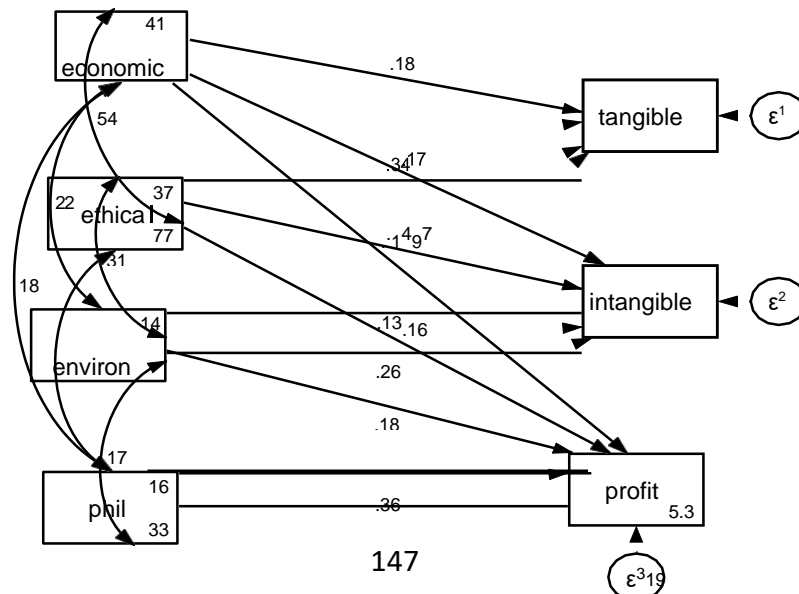 41
economic
.18
tangible
ε1
54
.34
.17
37
22
ethical
77
.31
18
intangible
ε2
14
.13
.16
environ
.26
.18
17
16
profit
phil
.36
5.3
33
147
ε3
19